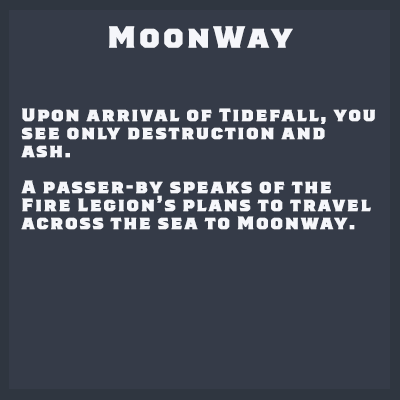 MoonWay
Upon arrival of Tidefall, you
see only destruction and
ash.
A passer-by speaks of the
Fire Legion's plans to travel
across the sea to Moonway.